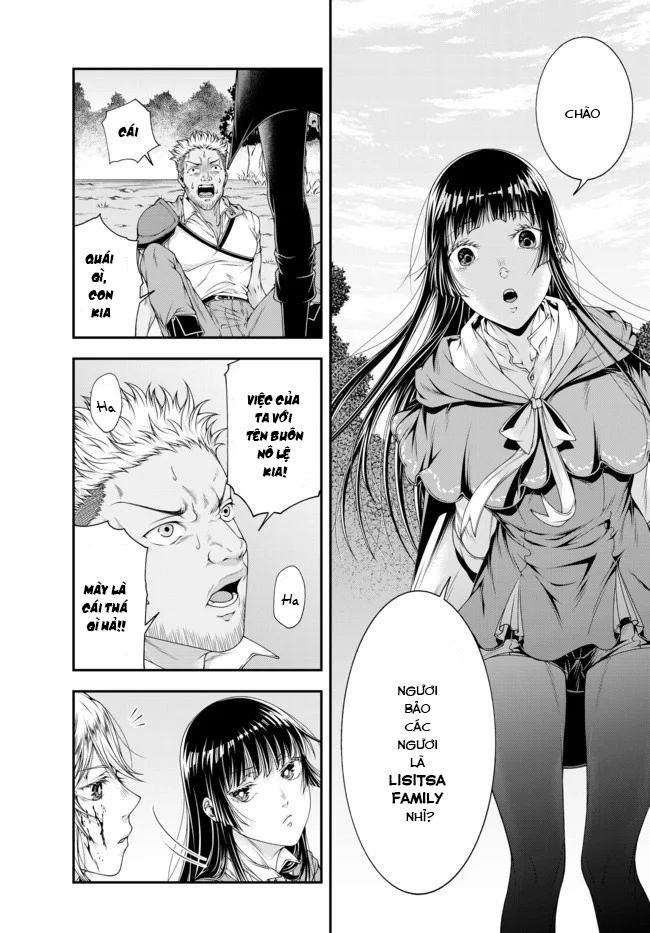 CHÀO
NGƯƠI
BẢO
CÁC
NGƯƠI
LÀ
LISITSA
FAMILY
NHỈ?
CÁI
QUÁI
GÌ,
CON
KIA
VIỆC CỦA
TA VỚI
TÊN BUÔN
NÔ LỆ
KIA!
Ha
Ha
MÀY LÀ
CÁI THÁ
GÌ HẢ!!